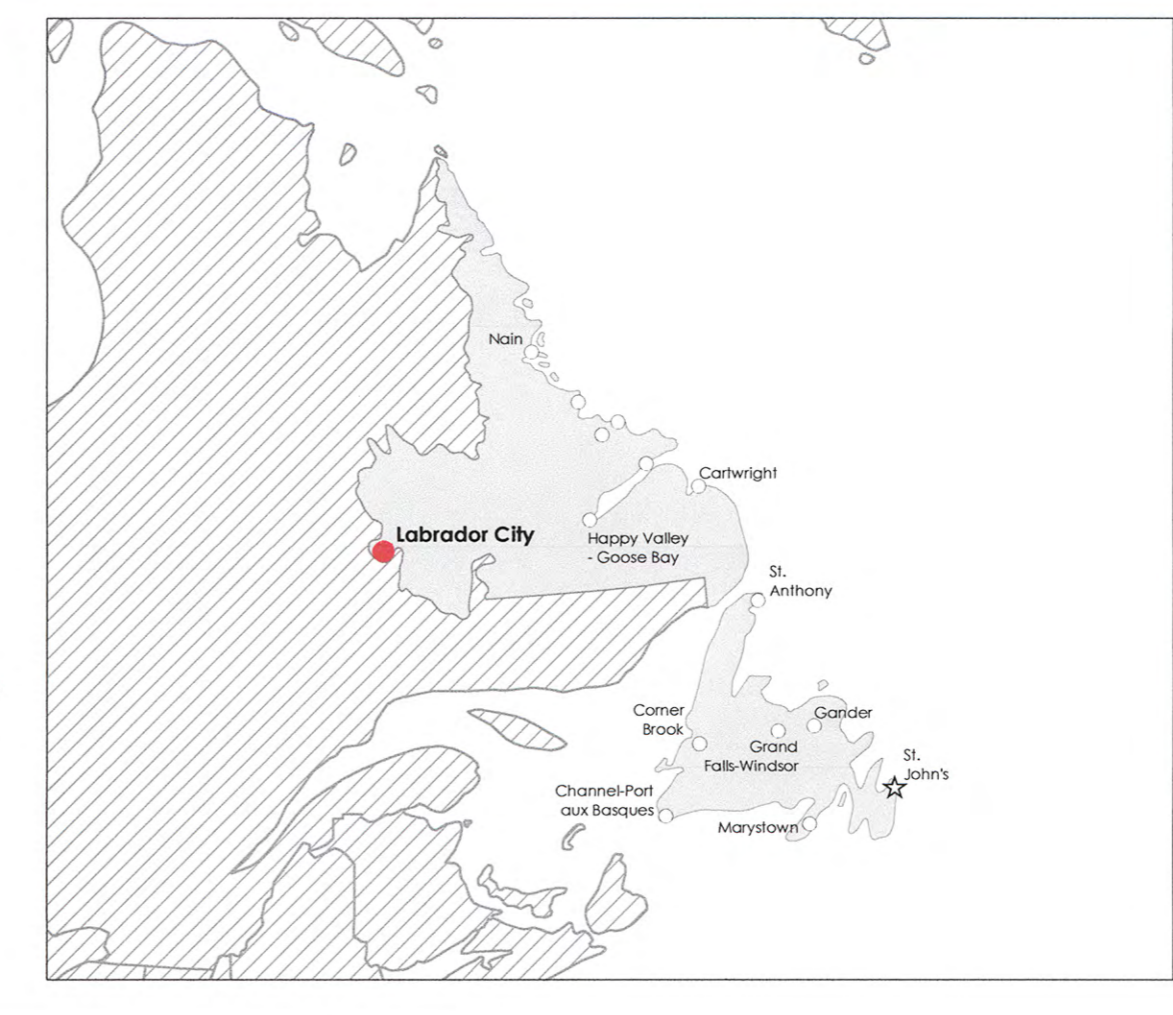 Nain
Cartwright
Labrador City
Happy Valley
- Goose Bay
St.
Anthony
Corner
Brook
Gander
Grand
Falls-Windsor
St.
John's
Channel-Port
aux Basques
Marystown